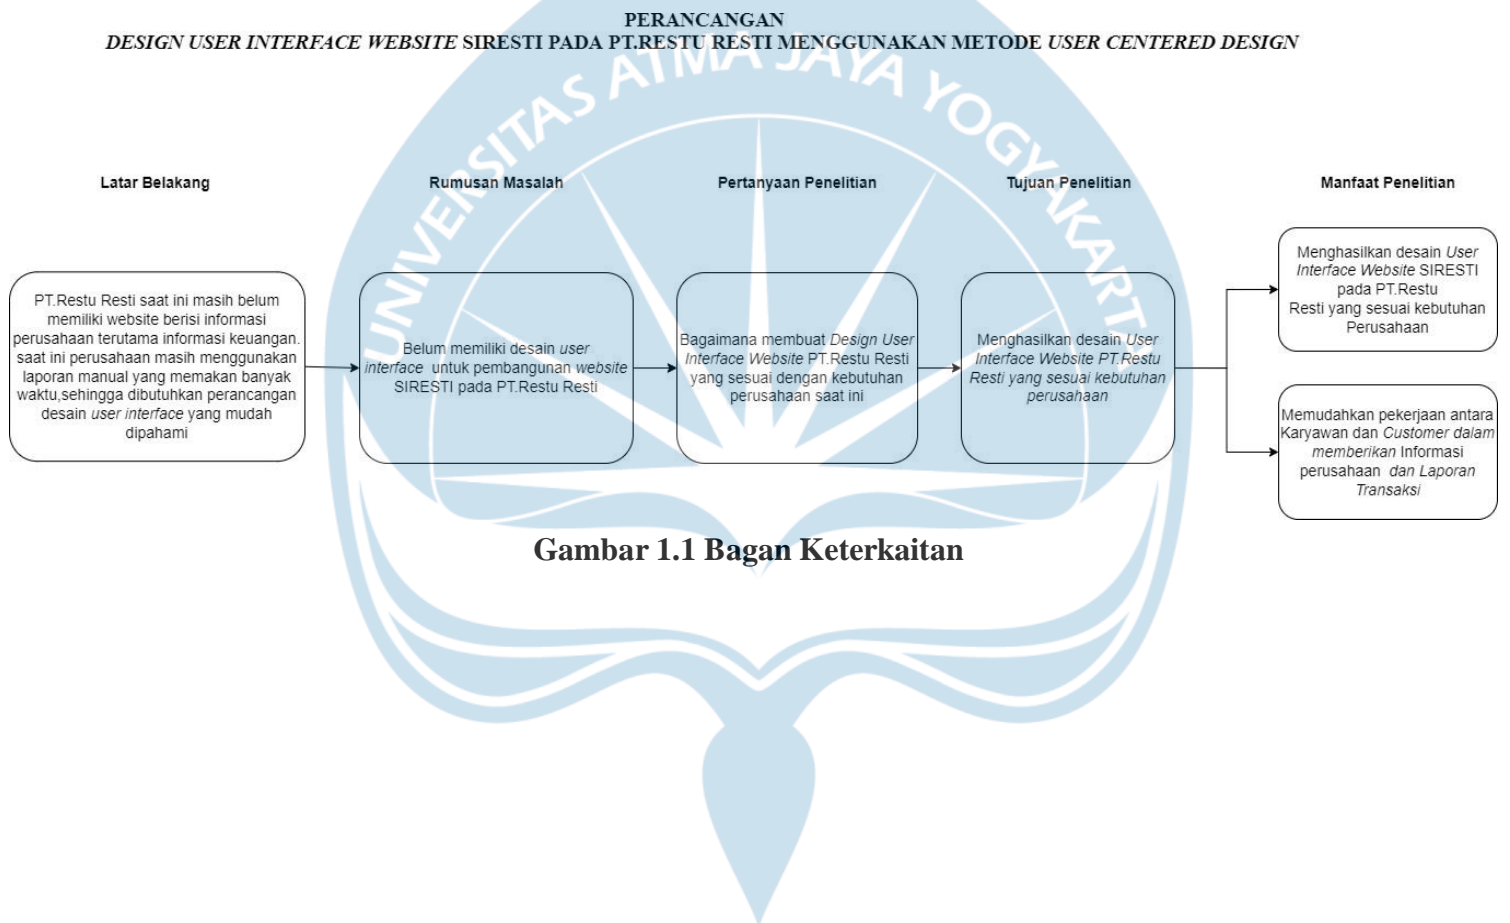 PERANCANGAN
DESIGN USER INTERFACE WEBSITE SIRESTI PADA PT.RESTU RESTI MENGGUNAKAN METODE USER CENTERED DESIGN
UNIVERSITAS ATMA JAYA YOGYAKARTA
Latar Belakang
Rumusan Masalah
Pertanyaan Penelitian
Tujuan Penelitian
Manfaat Penelitian
PT.Restu Resti saat ini masih belum
memiliki website berisi informasi
perusahaan terutama informasi keuangan.
saat ini perusahaan masih menggunakan
laporan manual yang memakan banyak
waktu,sehingga dibutuhkan perancangan
desain user interface yang mudah
dipahami
Belum memiliki desain user
interface untuk pembangunan website
SIRESTI pada PT.Restu Resti
Bagaimana membuat Design User
Interface Website PT.Restu Resti
yang sesuai dengan kebutuhan
perusahaan saat ini
Menghasilkan desain User
Interface Website PT.Restu
Resti yang sesuai kebutuhan
perusahaan
Menghasilkan desain User
Interface Website SIRESTI
pada PT.Restu
Resti yang sesuai kebutuhan
Perusahaan
Memudahkan pekerjaan antara
Karyawan dan Customer dalam
memberikan Informasi
perusahaan dan Laporan
Transaksi
Gambar 1.1 Bagan Keterkaitan